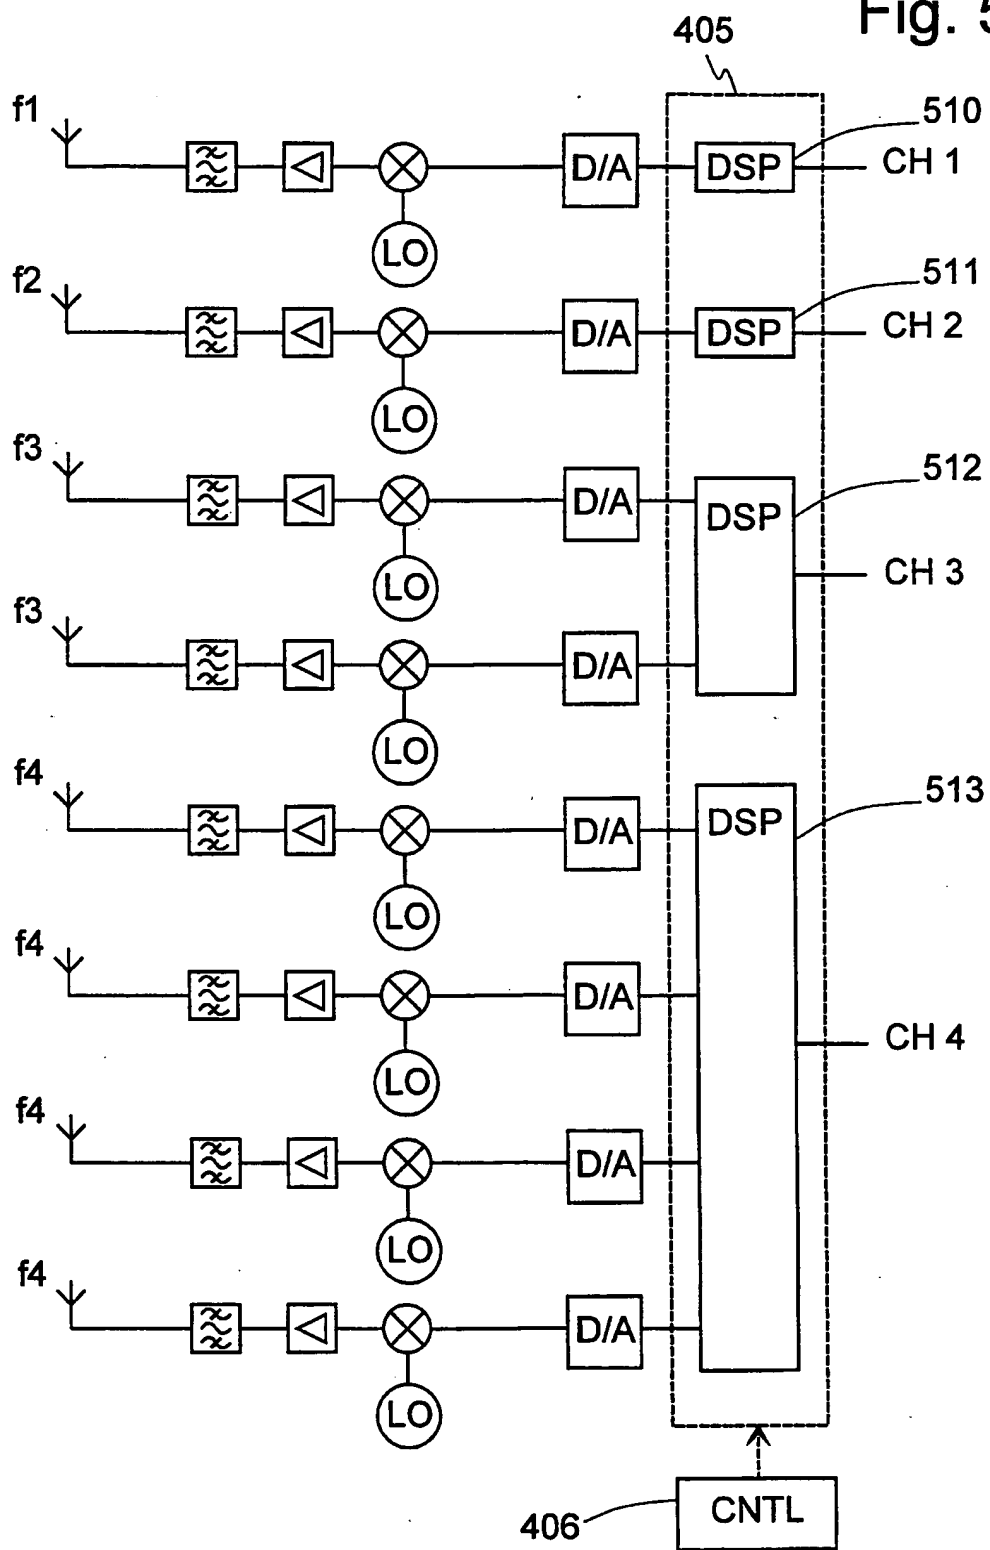 Fig. 5
405
f1
D/A
DSP
510
CH 1
LO
f2
D/A
DSP
511
CH 2
LO
f3
D/A
DSP
512
LO
CH 3
f3
D/A
LO
f4
D/A
DSP
513
LO
f4
D/A
LO
CH 4
f4
D/A
LO
f4
D/A
LO
406
CNTL